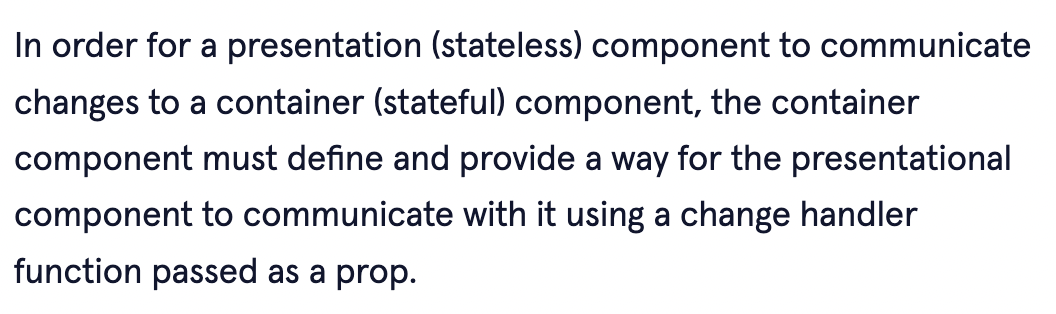 In order for a presentation (stateless) component to communicate
changes to a container (stateful) component, the container
component must define and provide a way for the presentational
component to communicate with it using a change handler
function passed as a prop.